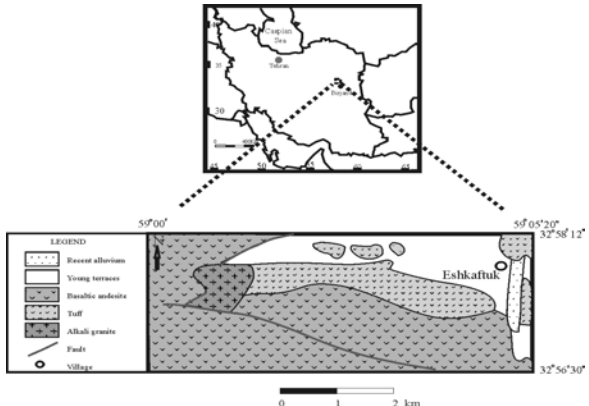 Caspian
Sea
Tehran
35
30
45
50
55
60
65
59°00'
59°05'20"
32°58'12"
LEGEND
Recent alluvium
Young terraces
Basaltic andesite
Tuff
Alkali granite
Fault
Village
N
Eshkaftuk
32°56'30"
0 1 2 km